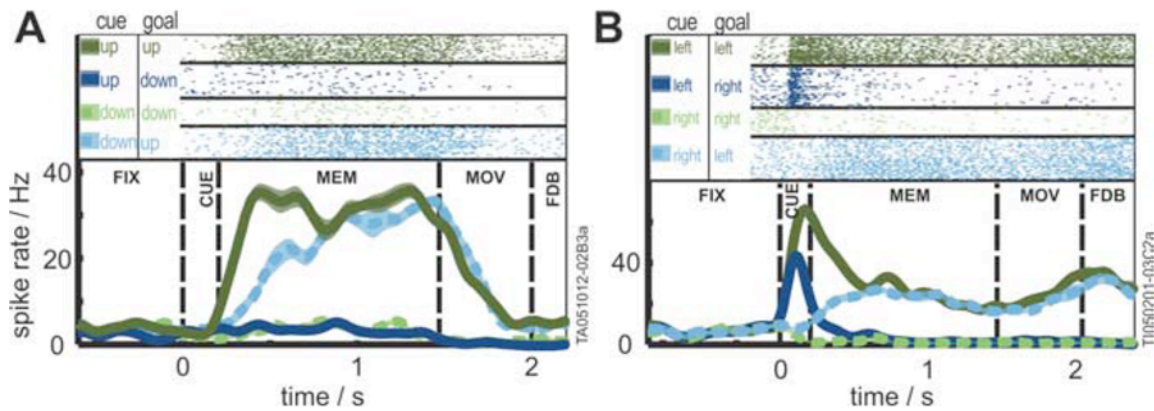 A
cue goal
up up
up down
down down
down up
40
20
0
spike rate / Hz
FIX
CUE
MEM
MOV
FDB
0 1 2
time / s
TA051012-02B3a
B
cue goal
left left
left right
right right
right left
40
0
FIX
CUE
MEM
MOV
FDB
0 1 2
time / s
TI050201-03C2a